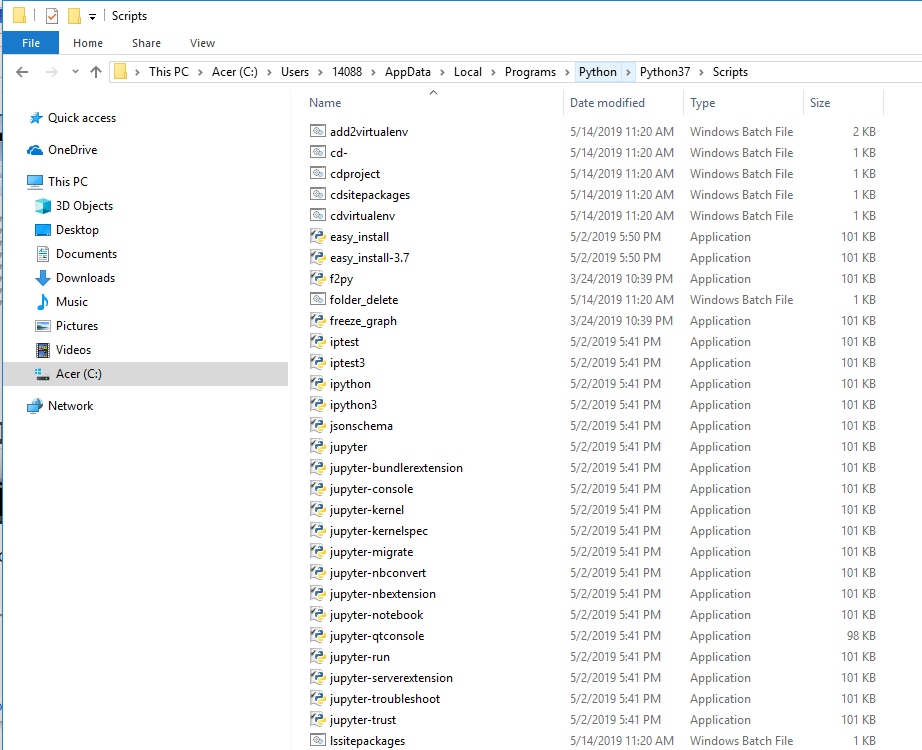 Scripts
File Home Share View
This PC Acer (C:) Users 14088 AppData Local Programs Python Python37 Scripts
Name Date modified Type Size
Quick access
OneDrive
This PC
3D Objects
Desktop
Documents
Downloads
Music
Pictures
Videos
Acer (C:)
Network
add2virtualenv 5/14/2019 11:20 AM Windows Batch File 2 KB
cd- 5/14/2019 11:20 AM Windows Batch File 1 KB
cdproject 5/14/2019 11:20 AM Windows Batch File 1 KB
cdsitepackages 5/14/2019 11:20 AM Windows Batch File 1 KB
cdvirtualenv 5/14/2019 11:20 AM Windows Batch File 1 KB
easy_install 5/2/2019 5:50 PM Application 101 KB
easy_install-3.7 5/2/2019 5:50 PM Application 101 KB
f2py 3/24/2019 10:39 PM Application 101 KB
folder_delete 5/14/2019 11:20 AM Windows Batch File 1 KB
freeze_graph 3/24/2019 10:39 PM Application 101 KB
iptest 5/2/2019 5:41 PM Application 101 KB
iptest3 5/2/2019 5:41 PM Application 101 KB
ipython 5/2/2019 5:41 PM Application 101 KB
ipython3 5/2/2019 5:41 PM Application 101 KB
jsonschema 5/2/2019 5:41 PM Application 101 KB
jupyter 5/2/2019 5:41 PM Application 101 KB
jupyter-bundlerextension 5/2/2019 5:41 PM Application 101 KB
jupyter-console 5/2/2019 5:41 PM Application 101 KB
jupyter-kernel 5/2/2019 5:41 PM Application 101 KB
jupyter-kernelspec 5/2/2019 5:41 PM Application 101 KB
jupyter-migrate 5/2/2019 5:41 PM Application 101 KB
jupyter-nbconvert 5/2/2019 5:41 PM Application 101 KB
jupyter-nbextension 5/2/2019 5:41 PM Application 101 KB
jupyter-notebook 5/2/2019 5:41 PM Application 101 KB
jupyter-qtconsole 5/2/2019 5:41 PM Application 98 KB
jupyter-run 5/2/2019 5:41 PM Application 101 KB
jupyter-serverextension 5/2/2019 5:41 PM Application 101 KB
jupyter-troubleshoot 5/2/2019 5:41 PM Application 101 KB
jupyter-trust 5/2/2019 5:41 PM Application 101 KB
lssitepackages 5/14/2019 11:20 AM Windows Batch File 1 KB